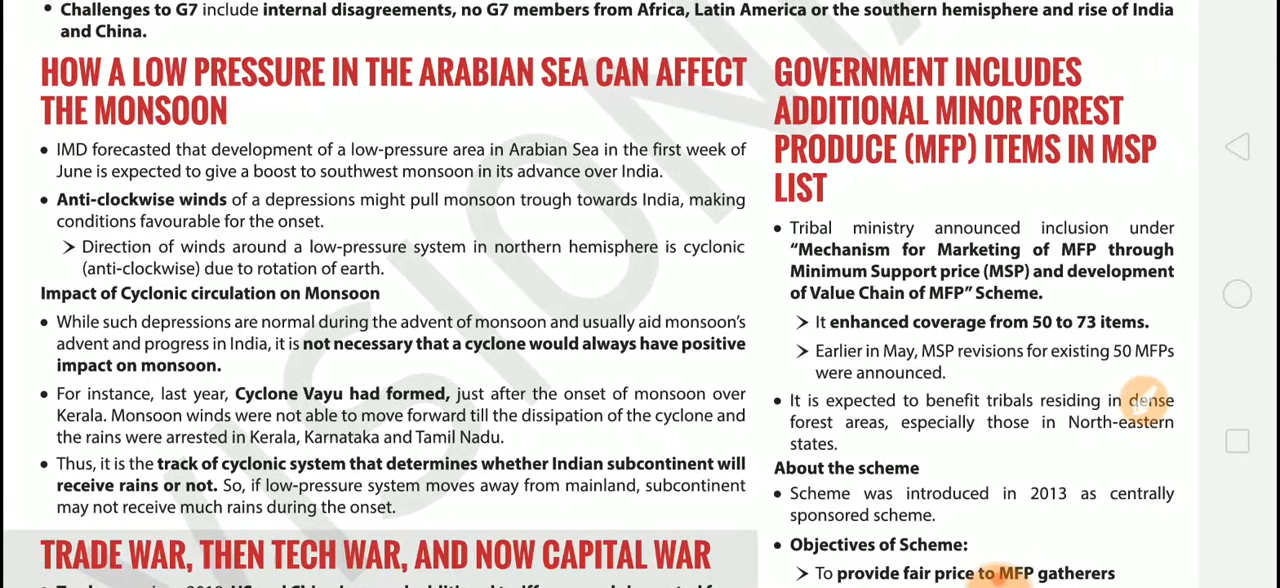 • Challenges to G7 include internal disagreements, no G7 members from Africa, Latin America or the southern hemisphere and rise of India
and China.
HOW A LOW PRESSURE IN THE ARABIAN SEA CAN AFFECT
THE MONSOON
• IMD forecasted that development of a low-pressure area in Arabian Sea in the first week of
June is expected to give a boost to southwest monsoon in its advance over India.
• Anti-clockwise winds of a depressions might pull monsoon trough towards India, making
conditions favourable for the onset.
➢ Direction of winds around a low-pressure system in northern hemisphere is cyclonic
(anti-clockwise) due to rotation of earth.
Impact of Cyclonic circulation on Monsoon
• While such depressions are normal during the advent of monsoon and usually aid monsoon's
advent and progress in India, it is not necessary that a cyclone would always have positive
impact on monsoon.
• For instance, last year, Cyclone Vayu had formed, just after the onset of monsoon over
Kerala. Monsoon winds were not able to move forward till the dissipation of the cyclone and
the rains were arrested in Kerala, Karnataka and Tamil Nadu.
• Thus, it is the track of cyclonic system that determines whether Indian subcontinent will
receive rains or not. So, if low-pressure system moves away from mainland, subcontinent
may not receive much rains during the onset.
TRADE WAR, THEN TECH WAR, AND NOW CAPITAL WAR
GOVERNMENT INCLUDES
ADDITIONAL MINOR FOREST
PRODUCE (MFP) ITEMS IN MSP
LIST
• Tribal ministry announced inclusion under
"Mechanism for Marketing of MFP through
Minimum Support price (MSP) and development
of Value Chain of MFP" Scheme.
➢ It enhanced coverage from 50 to 73 items.
➢ Earlier in May, MSP revisions for existing 50 MFPs
were announced.
• It is expected to benefit tribals residing in dense
forest areas, especially those in North-eastern
states.
About the scheme
• Scheme was introduced in 2013 as centrally
sponsored scheme.
• Objectives of Scheme:
➢ To provide fair price to MFP gatherers